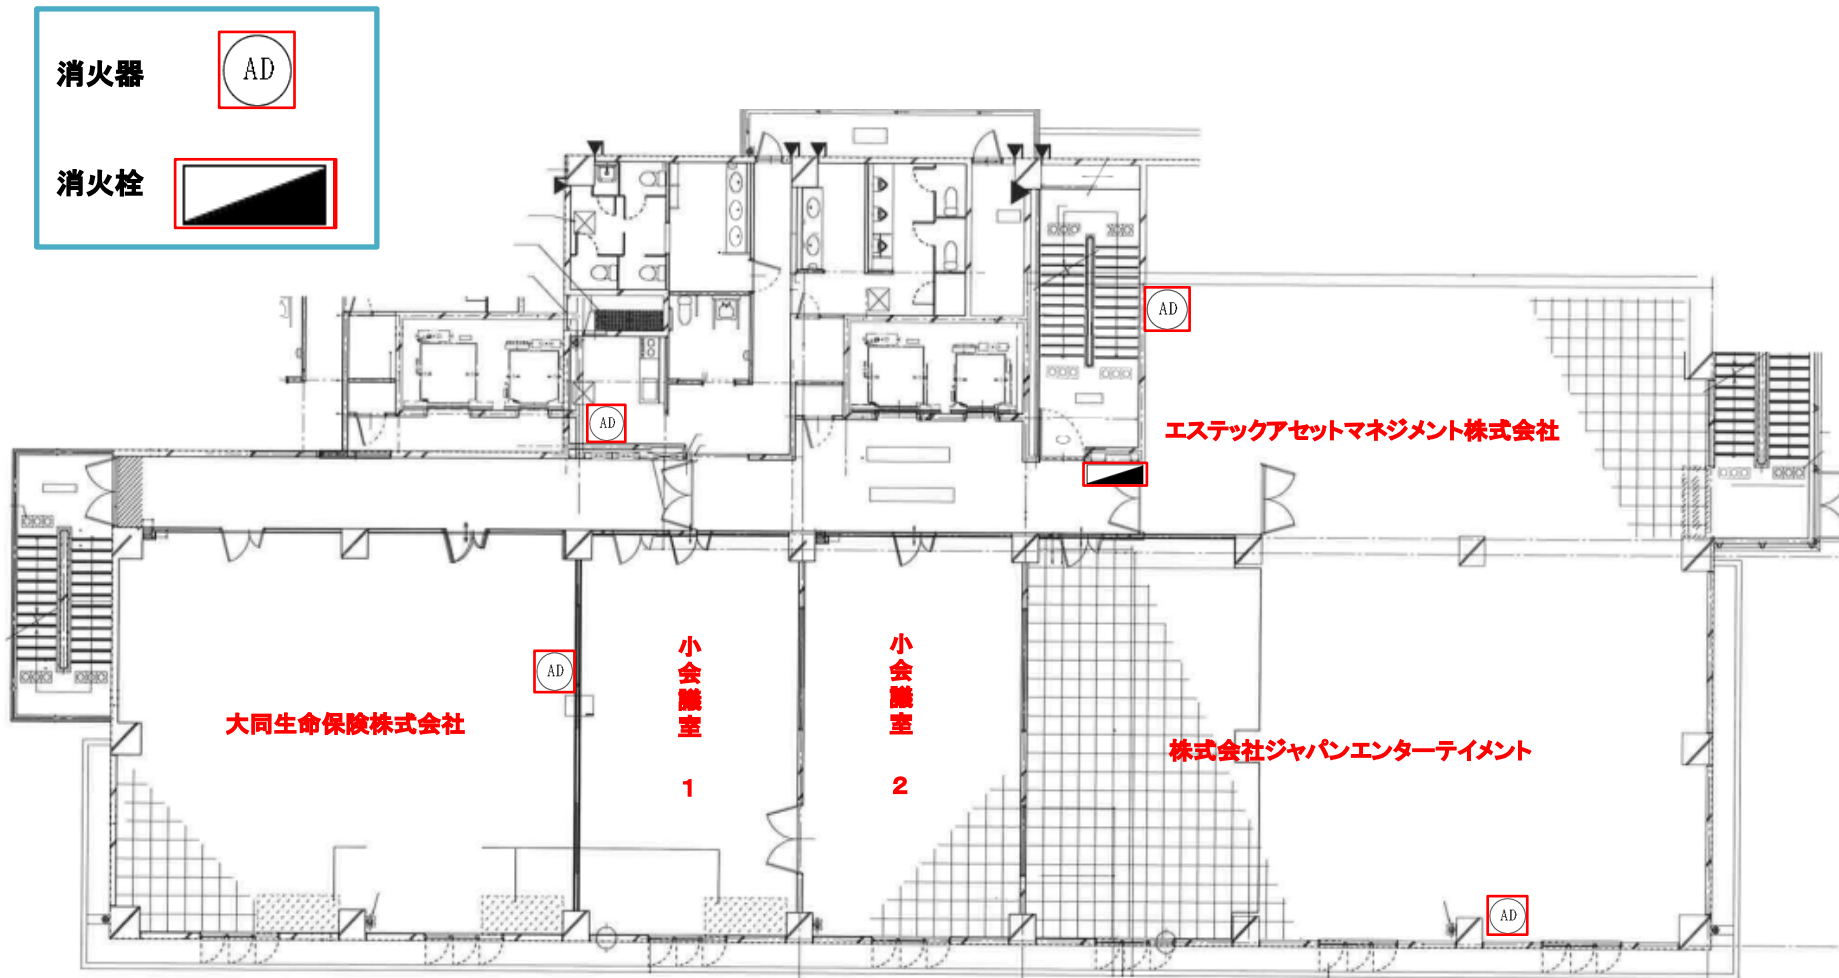 消火器
AD
消火栓
AD
AD
エステックアセットマネジメント株式会社
AD
大同生命保険株式会社
小会議室 1
小会議室 2
株式会社ジャパンエンターテイメント
AD